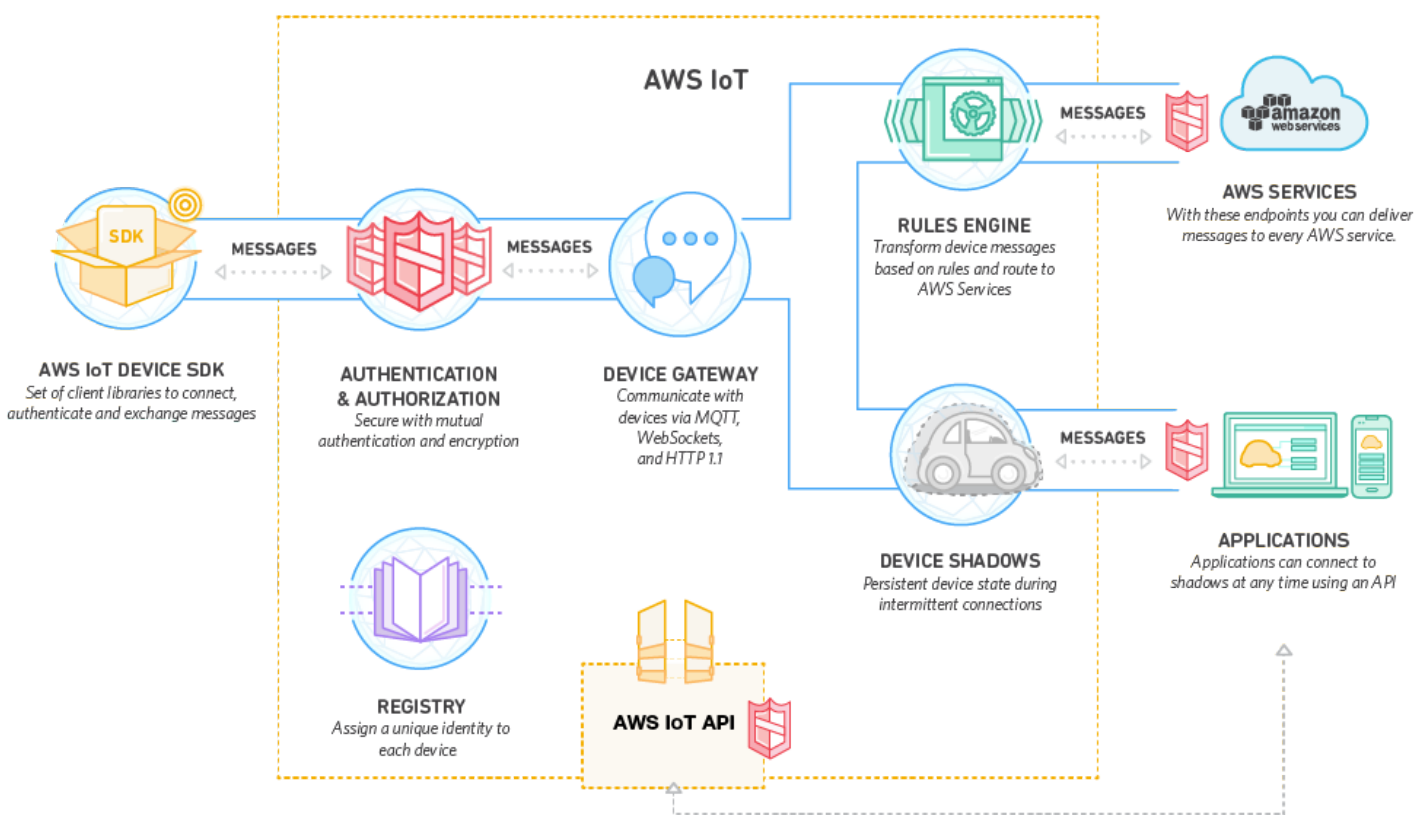 AWS IoT
MESSAGES
amazon
webservices
AWS SERVICES
With these endpoints you can deliver
messages to every AWS service.
RULES ENGINE
Transform device messages
based on rules and route to
AWS Services
SDK
MESSAGES
MESSAGES
AWS IoT DEVICE SDK
Set of client libraries to connect,
authenticate and exchange messages
AUTHENTICATION
& AUTHORIZATION
Secure with mutual
authentication and encryption
DEVICE GATEWAY
Communicate with
devices via MQTT,
WebSockets,
and HTTP 1.1
MESSAGES
DEVICE SHADOWS
Persistent device state during
intermittent connections
APPLICATIONS
Applications can connect to
shadows at any time using an API
REGISTRY
Assign a unique identity to
each device
AWS IoT API